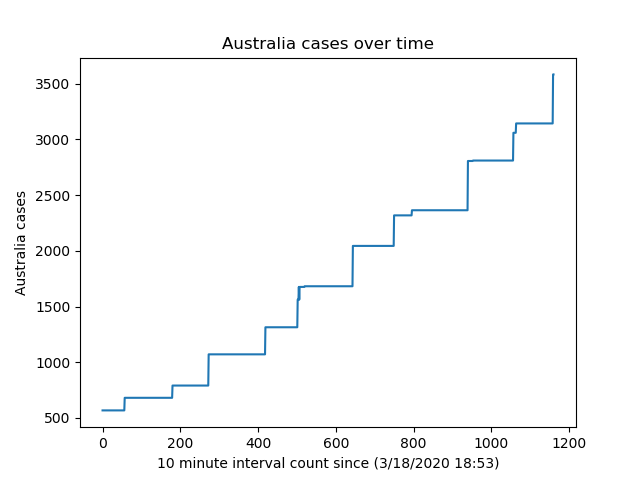 Australia cases over time
3500
3000
2500
2000
1500
1000
500
Australia cases
0 200 400 600 800 1000 1200
10 minute interval count since (3/18/2020 18:53)